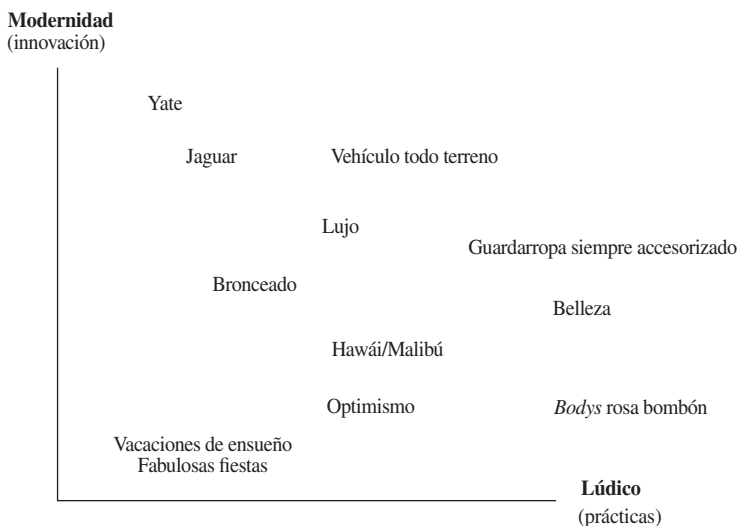 Modernidad
(innovación)
Yate
Jaguar
Vehículo todo terreno
Lujo
Guardarropa siempre accesorizado
Bronceado
Belleza
Hawái/Malibú
Optimismo
Bodys rosa bombón
Vacaciones de ensueño
Fabulosas fiestas
Lúdico
(prácticas)